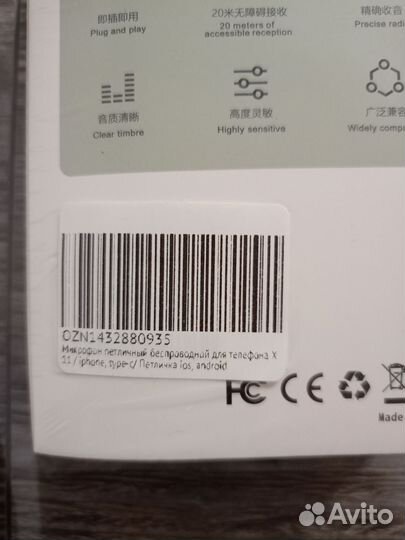 即插即用
Plug and play
20米无障碍接收
20 meters of
accessible reception
精确收音
Precise radi
音质清晰
Clear timbre
高度灵敏
Highly sensitive
广泛兼容
Widely comp
OZN1432880935
Микрофон петличный беспроводной для телефона X
11 / iphone, type-c/ Петличка ios, android
FC CE
Made
Avito